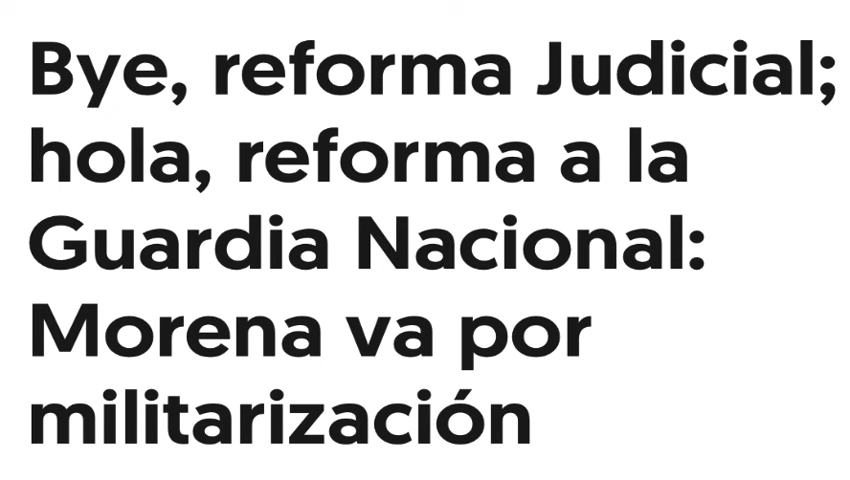 Bye, reforma Judicial;
hola, reforma a la
Guardia Nacional:
Morena va por
militarización